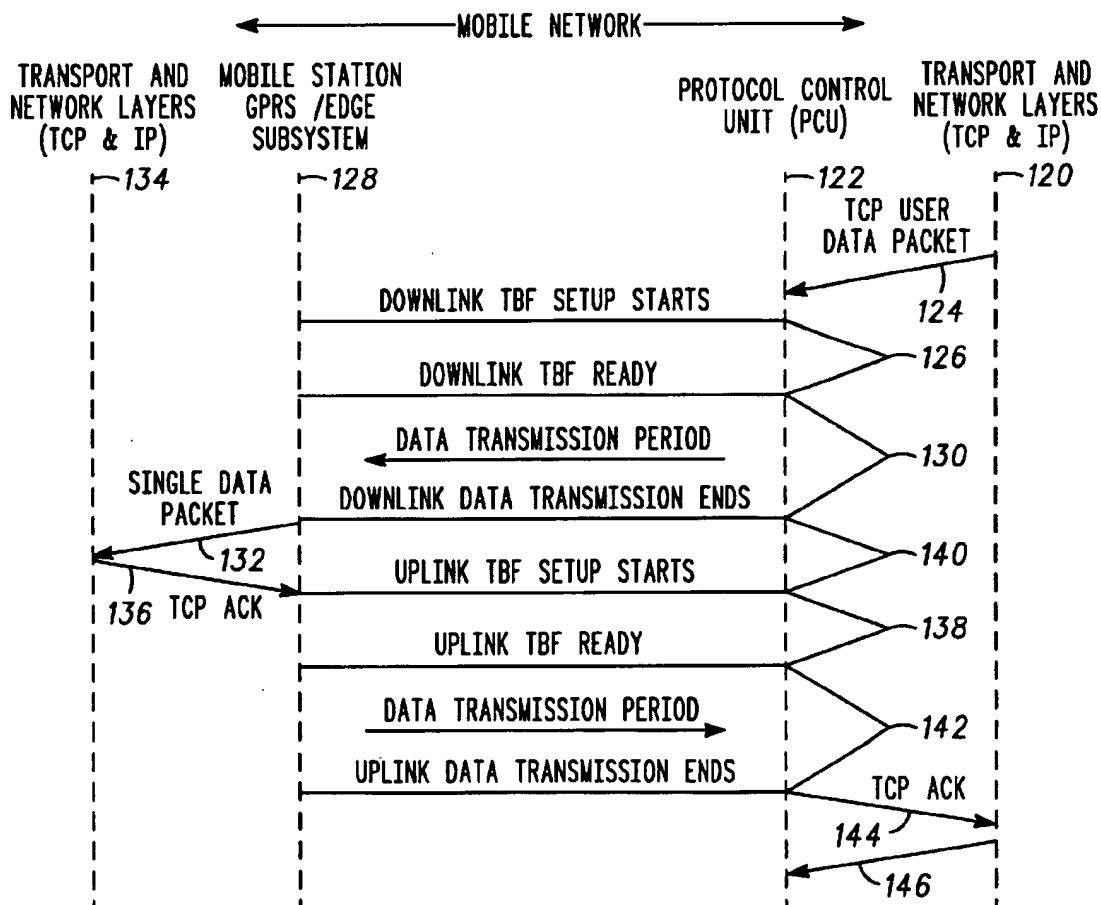 MOBILE NETWORK
TRANSPORT AND
NETWORK LAYERS
(TCP & IP)
134
MOBILE STATION
GPRS /EDGE
SUBSYSTEM
128
PROTOCOL CONTROL
UNIT (PCU)
122
TRANSPORT AND
NETWORK LAYERS
(TCP & IP)
120
TCP USER
DATA PACKET
124
DOWNLINK TBF SETUP STARTS
126
DOWNLINK TBF READY
DATA TRANSMISSION PERIOD
130
SINGLE DATA
PACKET
DOWNLINK DATA TRANSMISSION ENDS
132
140
UPLINK TBF SETUP STARTS
136
TCP ACK
138
UPLINK TBF READY
DATA TRANSMISSION PERIOD
142
UPLINK DATA TRANSMISSION ENDS
TCP ACK
144
146